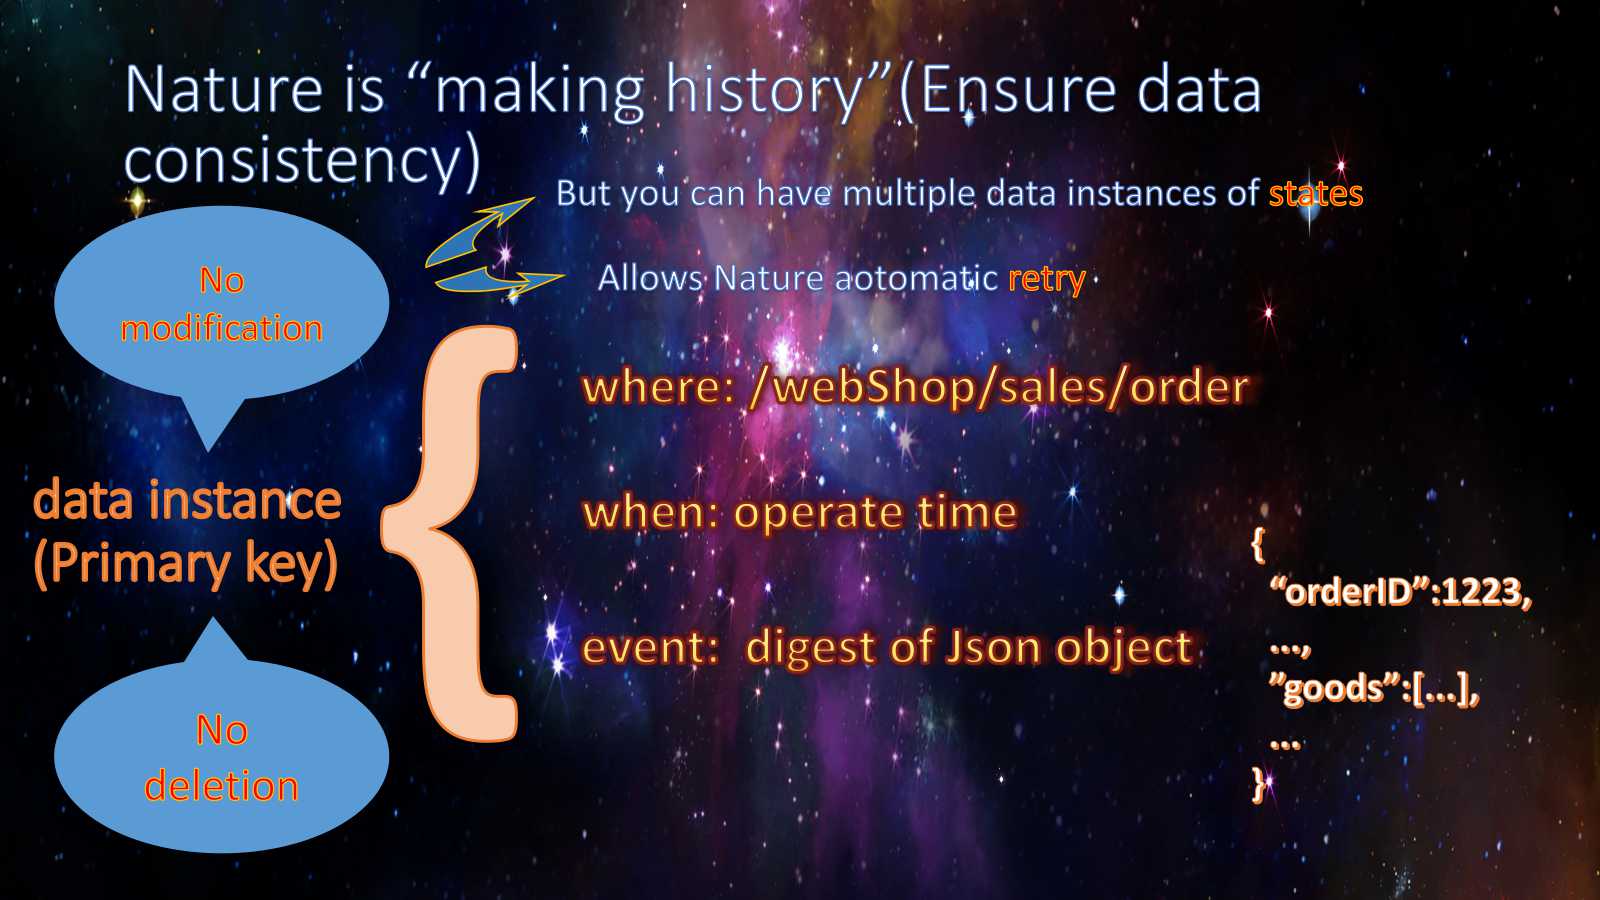 Nature is “making history”(Ensure data
consistency)
But you can have multiple data instances of states
Allows Nature aotomatic retry
No
modification
where: /webShop/sales/order
data instance
(Primary key)
when: operate time
event:  digest of Json object
{
“orderID”:1223,
...,
”goods”:[...],
...
}
No
deletion